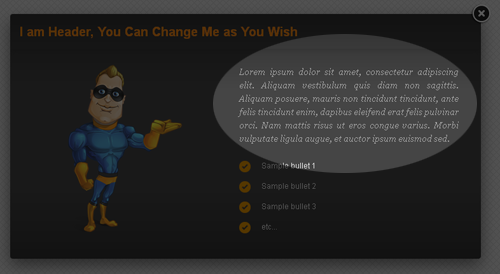 I am Header, You Can Change Me as You Wish
Lorem ipsum dolor sit amet, consectetur adipiscing
elit. Aliquam vestibulum quis diam non sagittis.
Aliquam posuere, mauris non tincidunt tincidunt, ante
felis tincidunt enim, dapibus eleifend erat felis pulvinar
orci. Nam mattis risus ut eros congue varius. Morbi
vulputate ligula augue, et auctor ipsum euismod sed.
Sample bullet 1
Sample bullet 2
Sample bullet 3
etc...